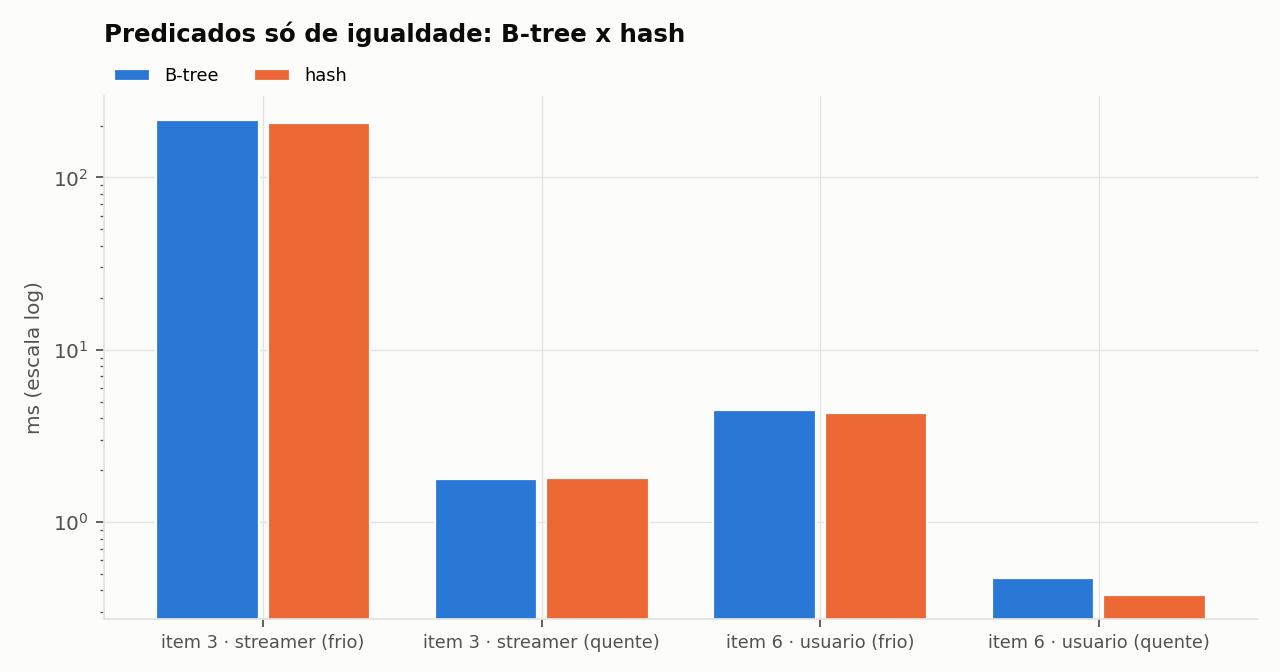 Predicados só de igualdade: B-tree x hash
B-tree hash
ms (escala log)
10²
10¹
10⁰
item 3 · streamer (frio) item 3 · streamer (quente) item 6 · usuario (frio) item 6 · usuario (quente)